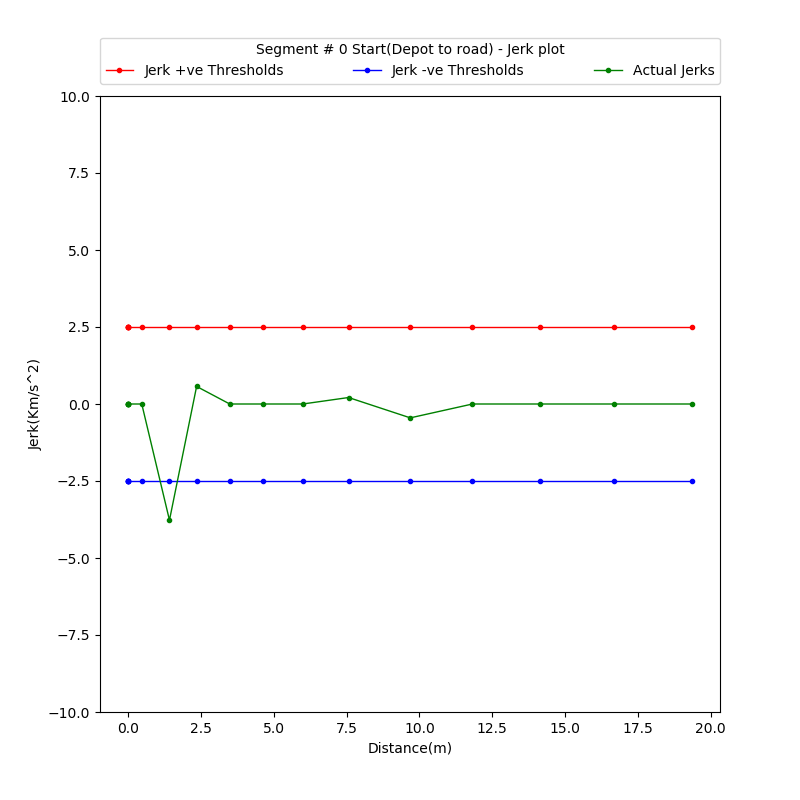 Segment # 0 Start(Depot to road) - Jerk plot
Jerk +ve Thresholds Jerk -ve Thresholds Actual Jerks
10.0
7.5
5.0
2.5
0.0
−2.5
−5.0
−7.5
−10.0
Jerk(Km/s^2)
0.0 2.5 5.0 7.5 10.0 12.5 15.0 17.5 20.0
Distance(m)